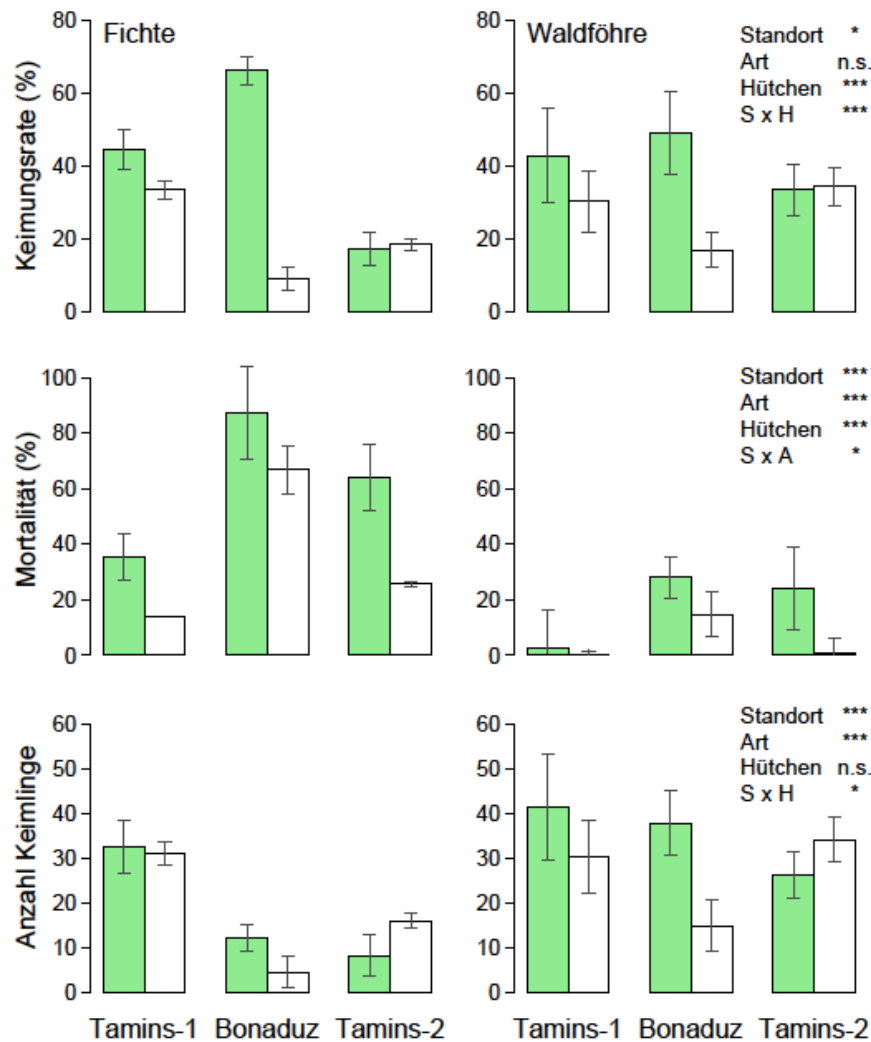 Fichte
Keimungsrate (%)
80
60
40
20
0
Waldföhre
80
60
40
20
0
Standort *
Art n.s.
Hütchen ***
S x H ***
Mortalität (%)
100
80
60
40
20
0
100
80
60
40
20
0
Standort ***
Art ***
Hütchen ***
S x A *
Anzahl Keimlinge
60
50
40
30
20
10
0
60
50
40
30
20
10
0
Standort ***
Art ***
Hütchen n.s.
S x H *
Tamins-1 Bonaduz Tamins-2 Tamins-1 Bonaduz Tamins-2